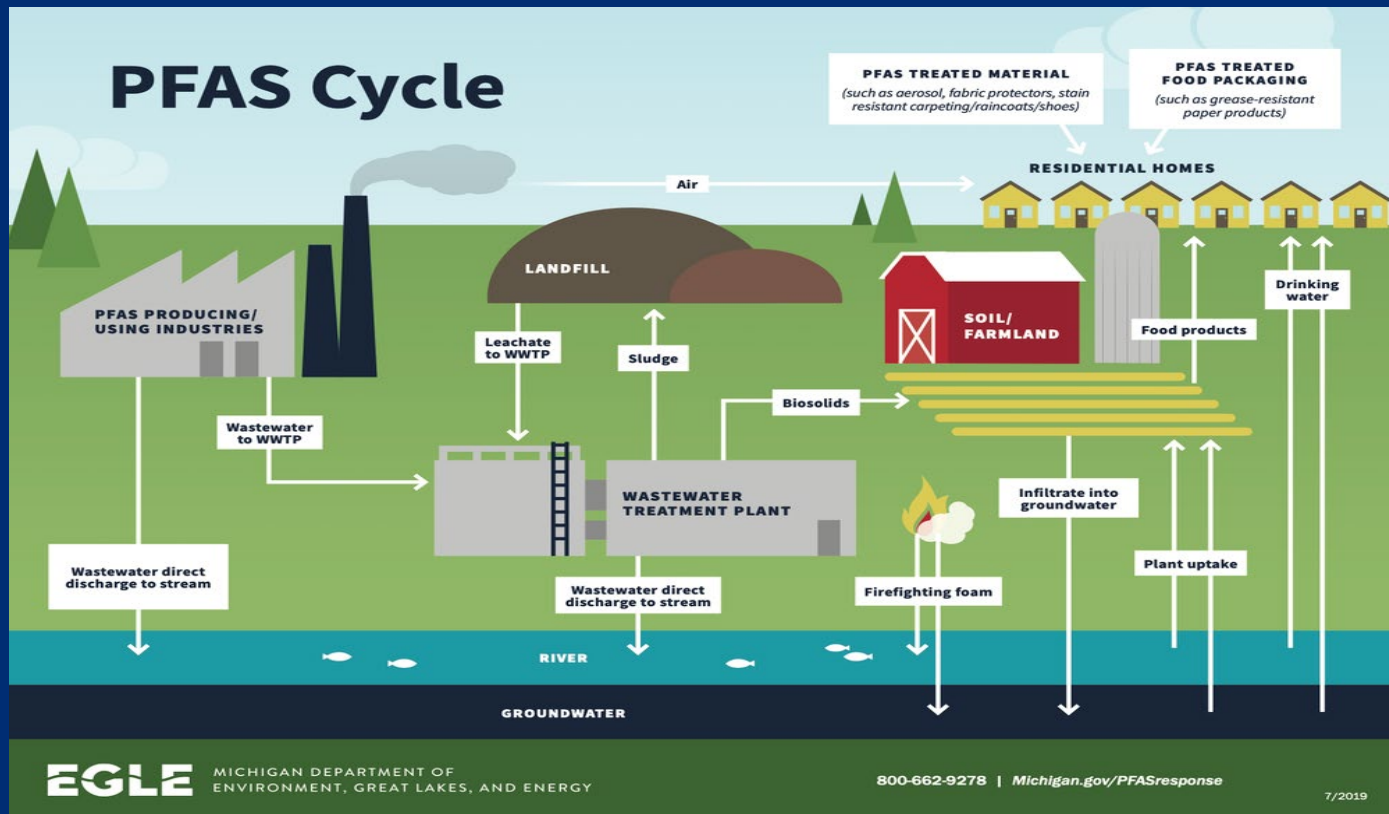 PFAS Cycle
PFAS TREATED MATERIAL
(such as aerosol, fabric protectors, stain
resistant carpeting/raincoats/shoes)
PFAS TREATED
FOOD PACKAGING
(such as grease-resistant
paper products)
RESIDENTIAL HOMES
Air
LANDFILL
PFAS PRODUCING/
USING INDUSTRIES
SOIL/
FARMLAND
Drinking
water
Food products
Leachate
to WWTP
Sludge
Biosolids
Wastewater
to WWTP
WASTEWATER
TREATMENT PLANT
Infiltrate into
groundwater
Plant uptake
Wastewater direct
discharge to stream
Wastewater direct
discharge to stream
Firefighting foam
RIVER
GROUNDWATER
EGLE
MICHIGAN DEPARTMENT OF
ENVIRONMENT, GREAT LAKES, AND ENERGY
800-662-9278 | Michigan.gov/PFASresponse
7/2019